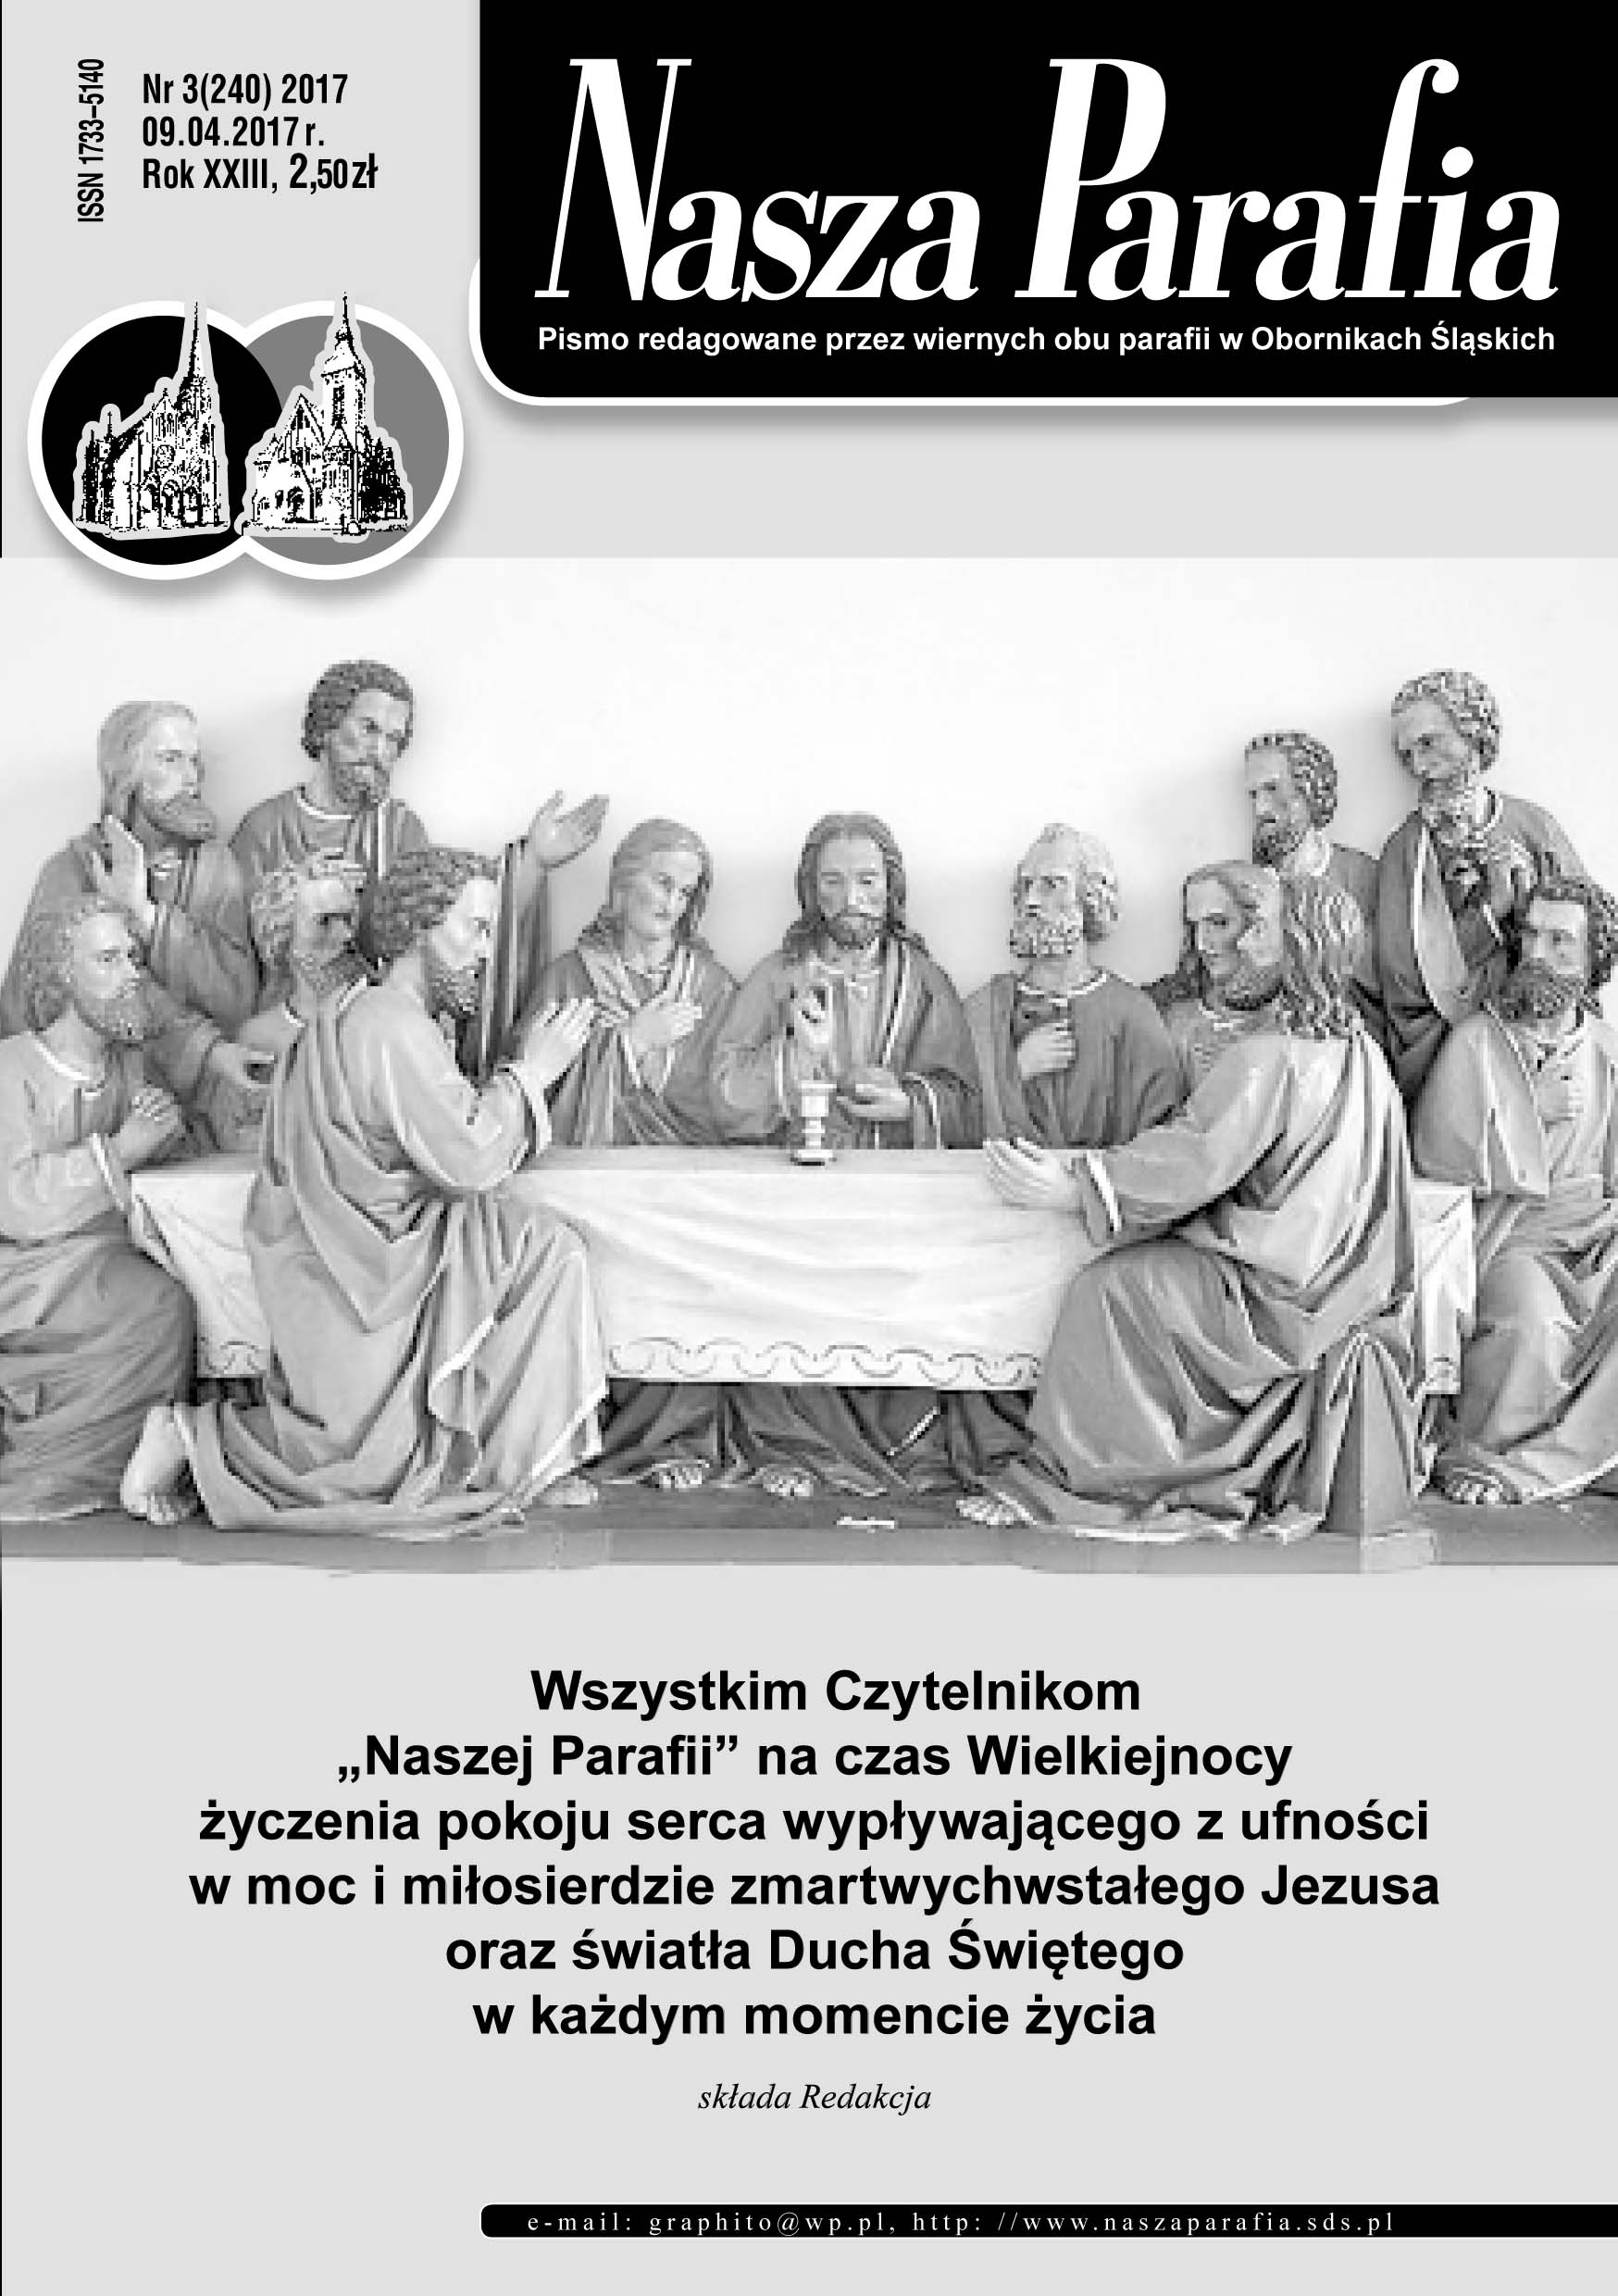 ISSN 1733–5140
Nr 3(240) 2017
09.04.2017 r.
Rok XXIII, 2,50 zł
Nasza Parafia
Pismo redagowane przez wiernych obu parafii w Obornikach Śląskich
Wszystkim Czytelnikom
„Naszej Parafii” na czas Wielkiejnocy
życzenia pokoju serca wypływającego z ufności
w moc i miłosierdzie zmartwychwstałego Jezusa
oraz światła Ducha Świętego
w każdym momencie życia
składa Redakcja
e-mail: graphito@wp.pl, http: //www.naszaparafia.sds.pl